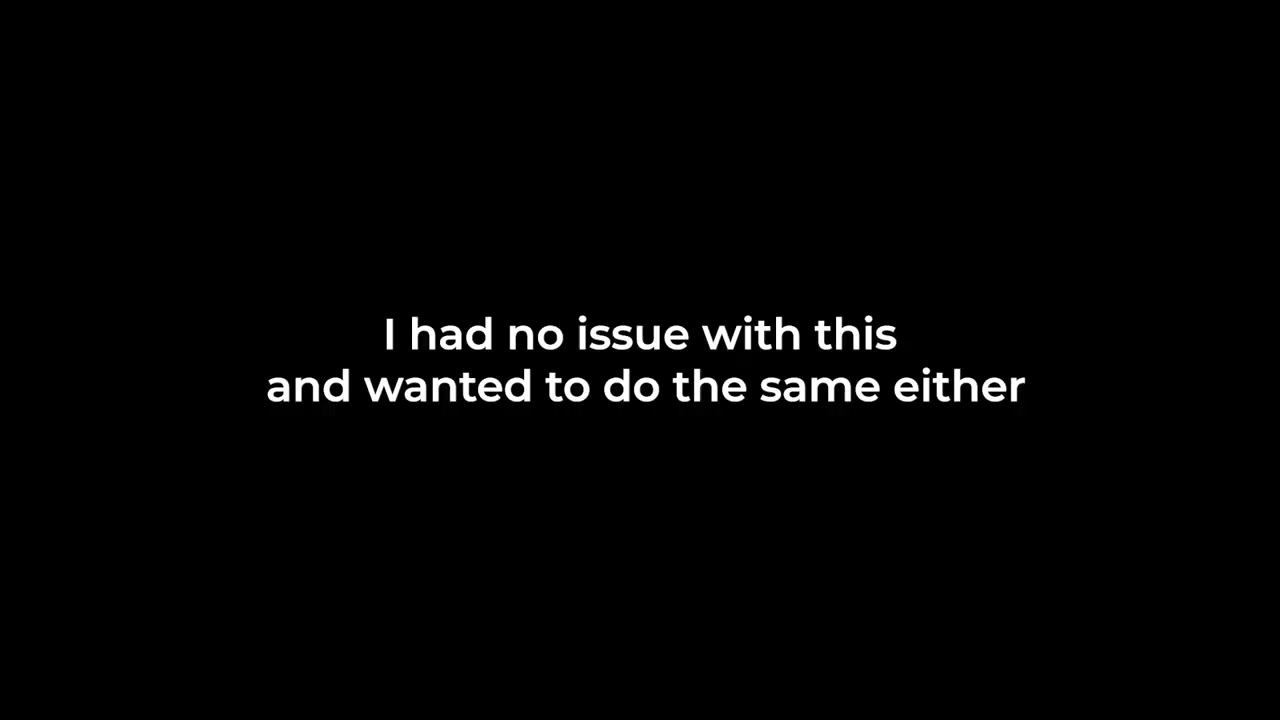 I had no issue with this
and wanted to do the same either